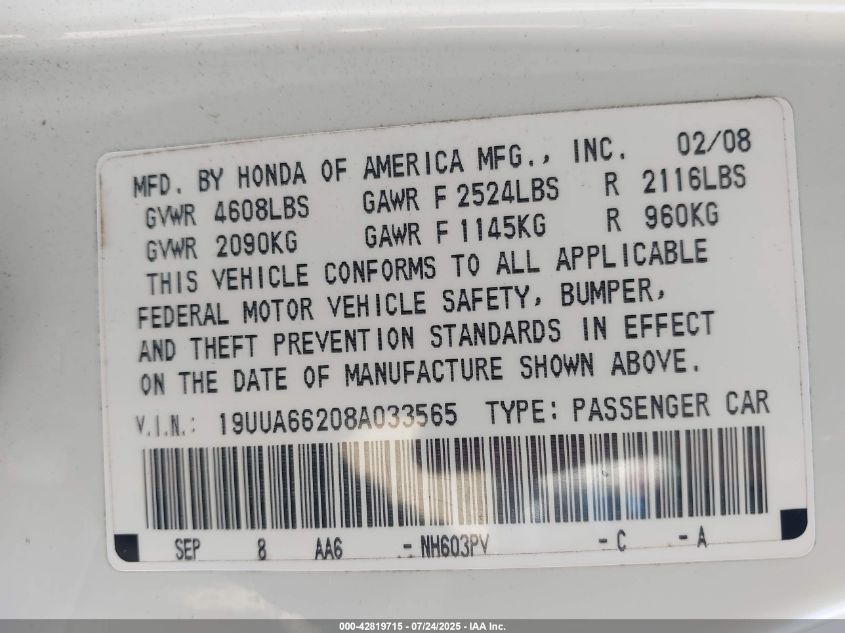 MFD. BY HONDA OF AMERICA MFG., INC. 02/08
GVWR 4608LBS GAWR F 2524LBS R 2116LBS
GVWR 2090KG GAWR F 1145KG R 960KG
THIS VEHICLE CONFORMS TO ALL APPLICABLE
FEDERAL MOTOR VEHICLE SAFETY, BUMPER,
AND THEFT PREVENTION STANDARDS IN EFFECT
ON THE DATE OF MANUFACTURE SHOWN ABOVE.
V.I.N.: 19UUA66208A033565 TYPE: PASSENGER CAR
SEP 8 AA6 - NH603PV - C - A
000-42819715 - 07/24/2025 - IAA Inc.